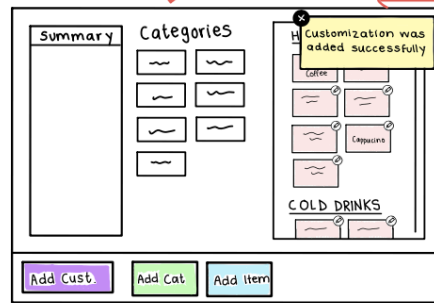 Summary
Categories
Customization was
added successfully
Coffee
Cappucino
COLD DRINKS
Add Cust.
Add Cat
Add Item